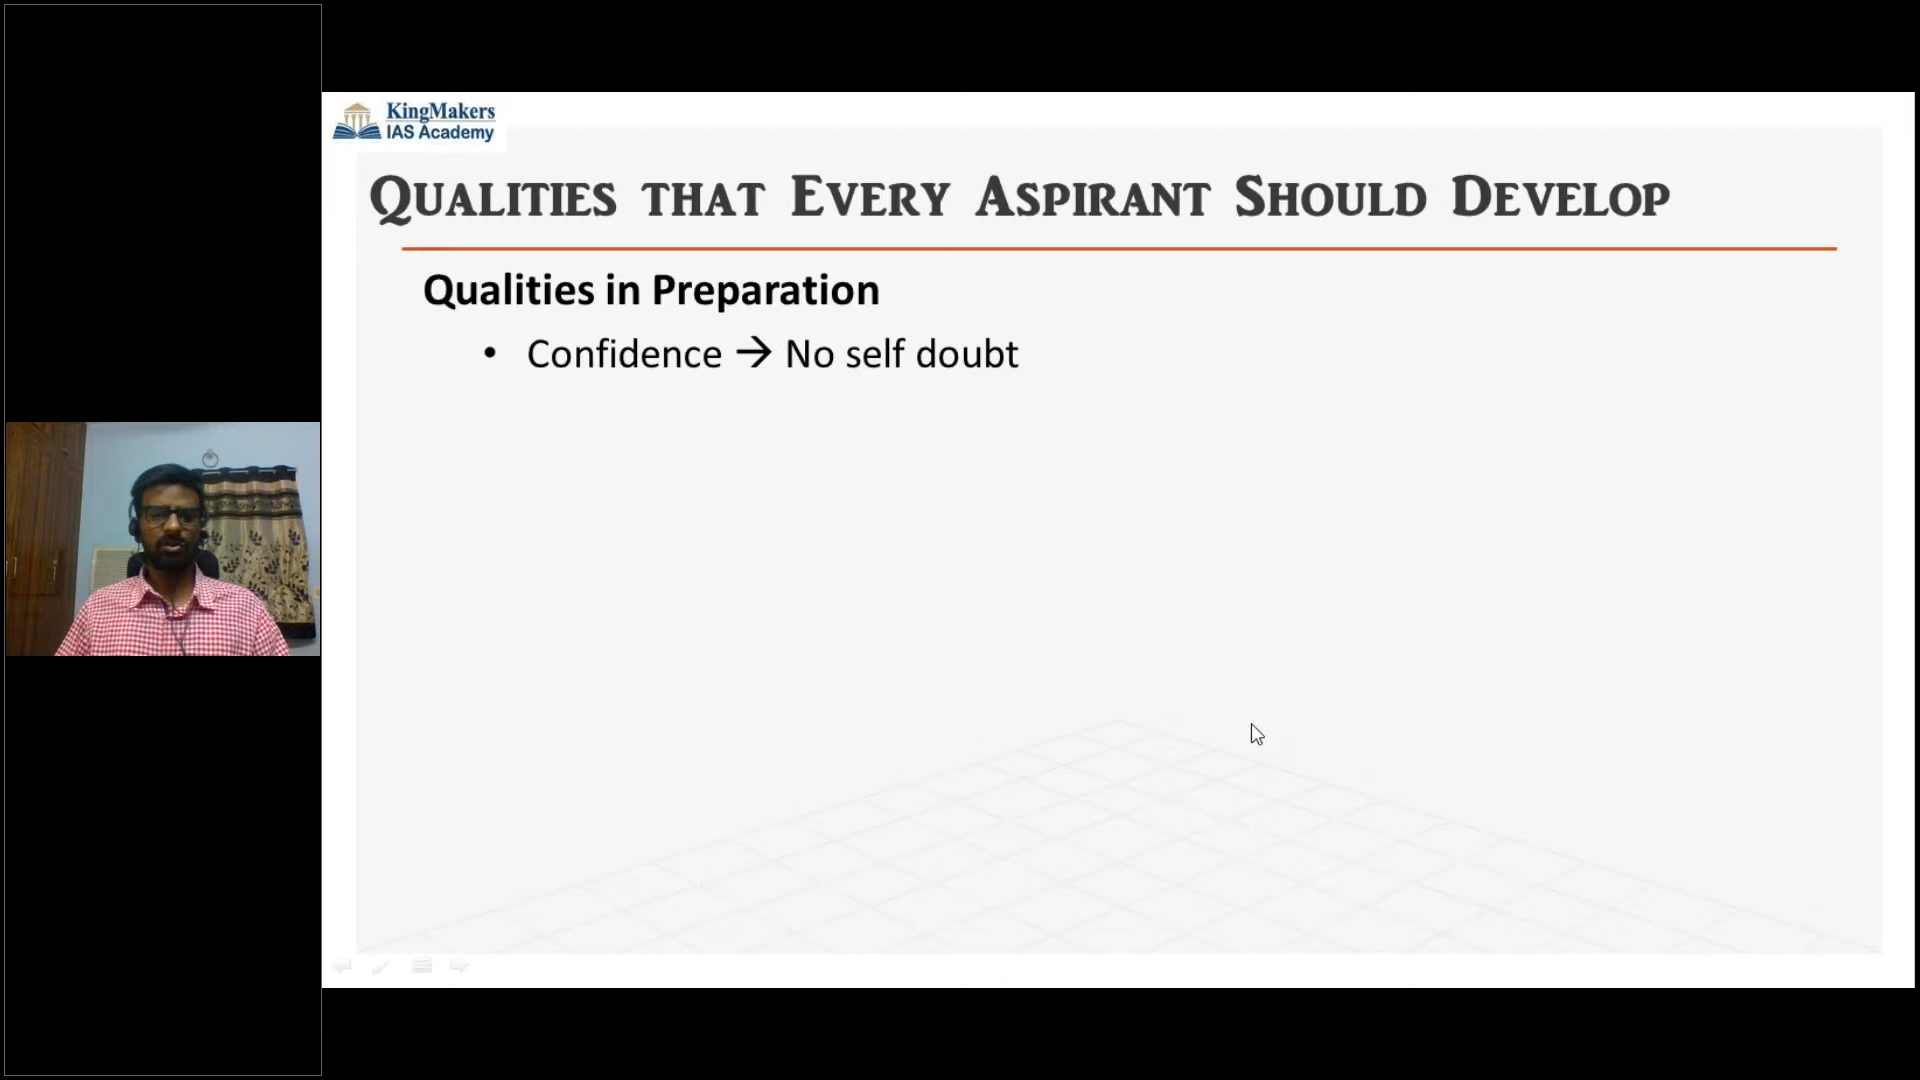 KingMakers
IAS Academy
Qualities that Every Aspirant Should Develop
Qualities in Preparation
• Confidence → No self doubt